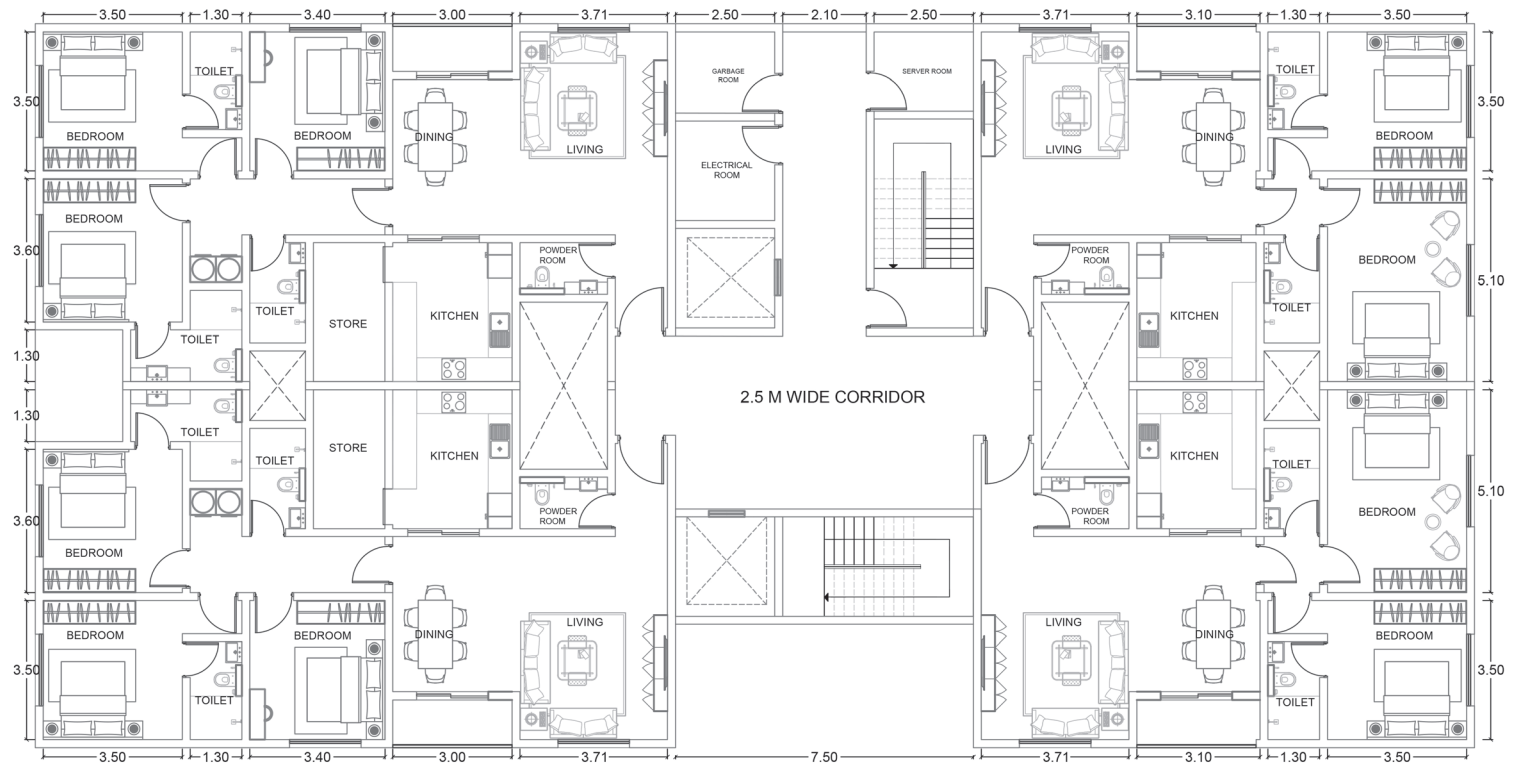 3.50 1.30 3.40 3.00 3.71 2.50 2.10 2.50 3.71 3.10 1.30 3.50
TOILET GARBAGE ROOM SERVER ROOM TOILET
3.50 3.50
BEDROOM BEDROOM DINING LIVING LIVING DINING BEDROOM
ELECTRICAL
ROOM
BEDROOM
3.60 POWDER ROOM POWDER ROOM BEDROOM
5.10
TOILET STORE KITCHEN KITCHEN TOILET
TOILET
1.30
2.5 M WIDE CORRIDOR
1.30
TOILET
TOILET STORE KITCHEN KITCHEN TOILET
5.10
3.60 POWDER ROOM POWDER ROOM BEDROOM
BEDROOM
BEDROOM BEDROOM DINING LIVING LIVING DINING BEDROOM
3.50 3.50
TOILET TOILET
3.50 1.30 3.40 3.00 3.71 7.50 3.71 3.10 1.30 3.50